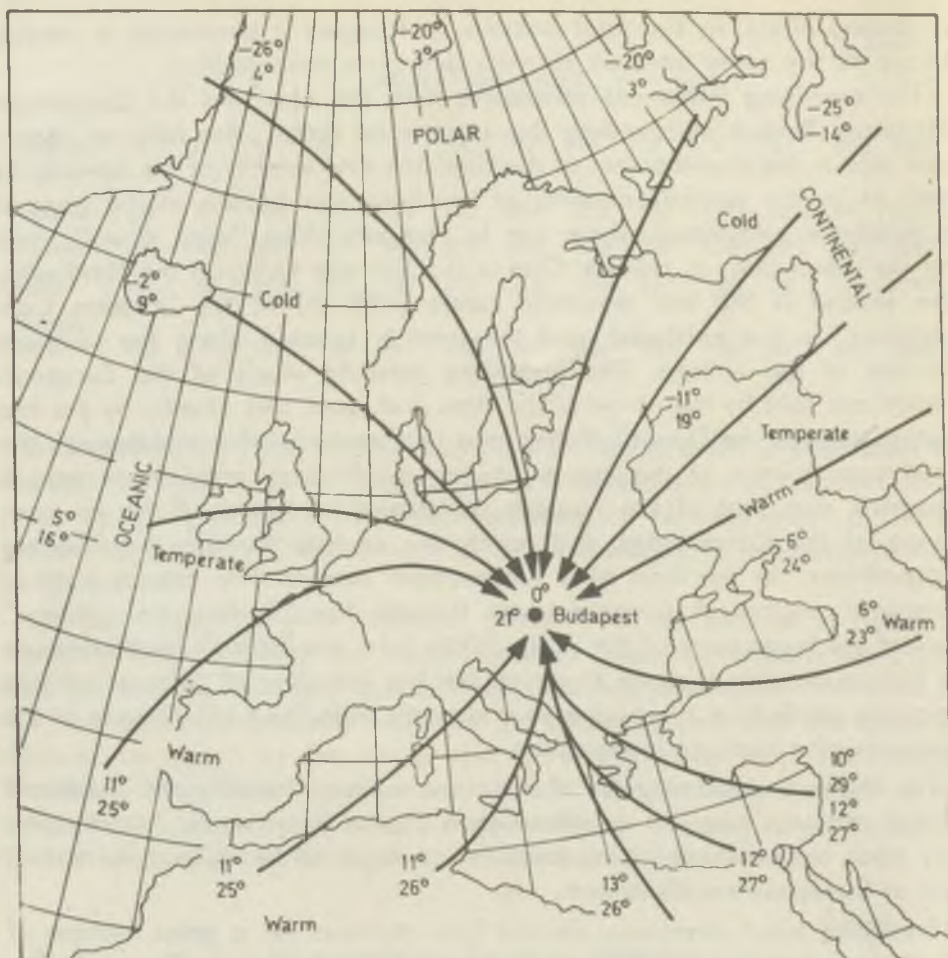 -26°
4°
-20°
3°
-20°
3°
-25°
-14°
POLAR
Cold
CONTINENTAL
-2°
9°
Cold
-11°
19°
Temperate
OCEANIC
5°
16°
Temperate
Warm
-6°
24°
0°
21°
Budapest
6°
23°
Warm
Warm
11°
25°
10°
29°
12°
27°
11°
25°
11°
26°
13°
26°
12°
27°
Warm